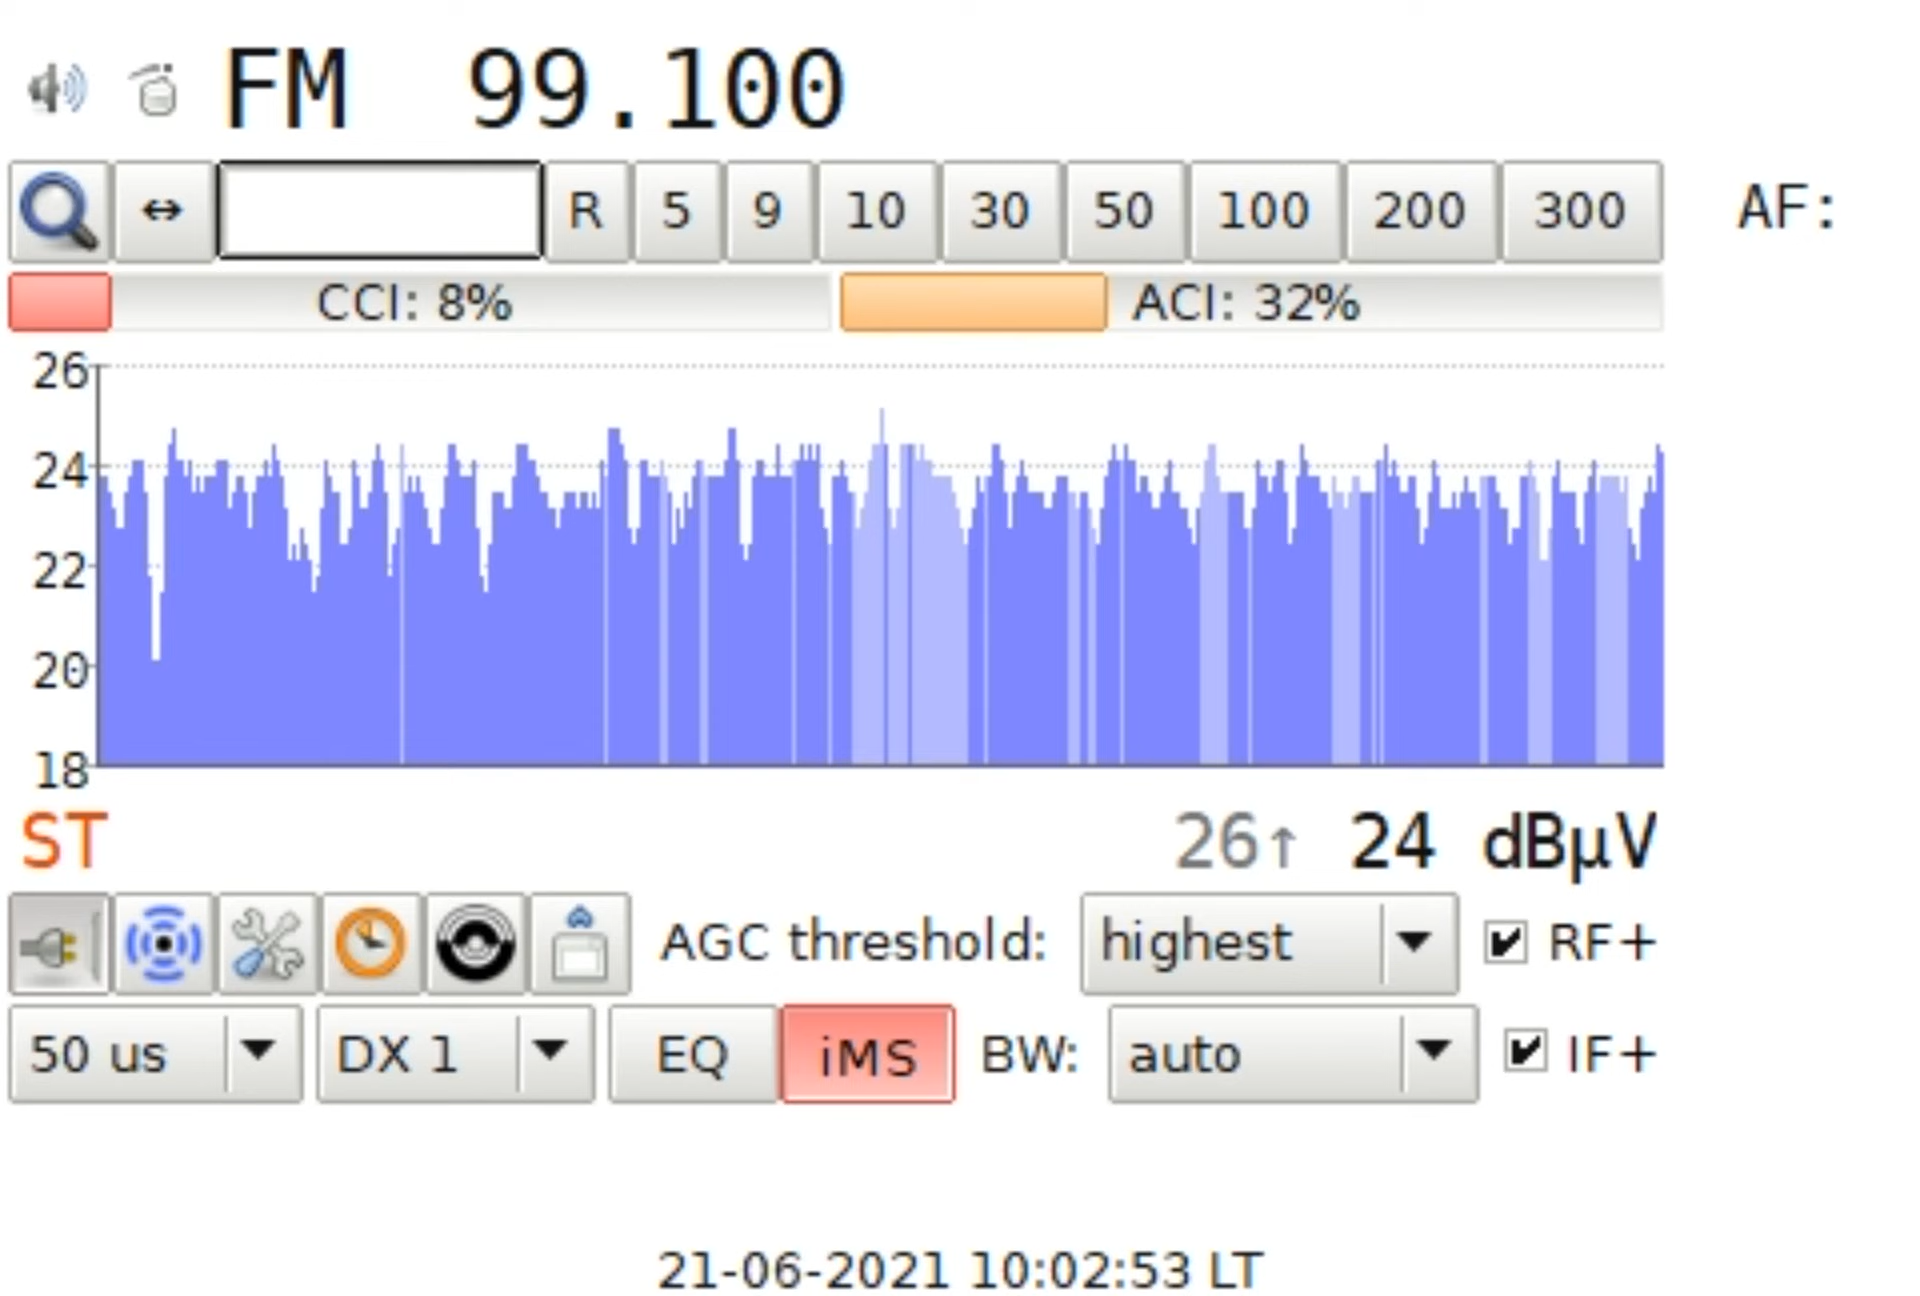 FM 99.100
↔ R 5 9 10 30 50 100 200 300 AF:
CCI: 8% ACI: 32%
26
24
22
20
18
ST 26↑ 24 dBµV
AGC threshold: highest RF+
50 us DX 1 EQ iMS BW: auto IF+
21-06-2021 10:02:53 LT